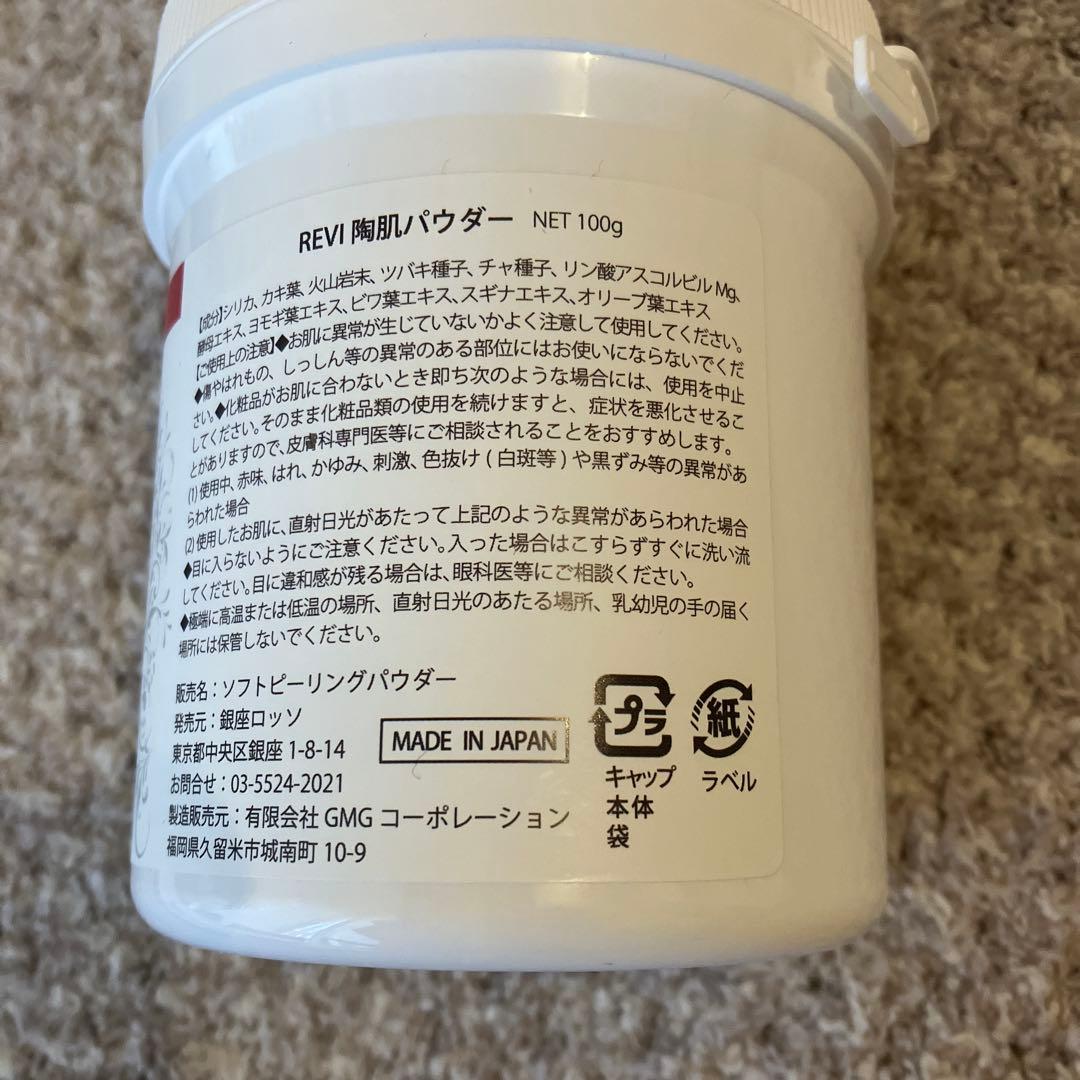 REVI 陶肌パウダー NET 100g
【成分】シリカ、カキ葉、火山岩末、ツバキ種子、チャ種子、リン酸アスコルビルMg、
酵母エキス、ヨモギ葉エキス、ビワ葉エキス、スギナエキス、オリーブ葉エキス
【ご使用上の注意】◆お肌に異常が生じていないかよく注意して使用してください。
◆傷やはれもの、しっしん等の異常のある部位にはお使いにならないでくだ
さい。◆化粧品がお肌に合わないとき即ち次のような場合には、使用を中止
してください。そのまま化粧品類の使用を続けますと、症状を悪化させるこ
とがありますので、皮膚科専門医等にご相談されることをおすすめします。
(1) 使用中、赤味、はれ、かゆみ、刺激、色抜け ( 白斑等 ) や黒ずみ等の異常があ
らわれた場合
(2) 使用したお肌に、直射日光があたって上記のような異常があらわれた場合
◆目に入らないようにご注意ください。入った場合はこすらずすぐに洗い流
してください。目に違和感が残る場合は、眼科医等にご相談ください。
◆極端に高温または低温の場所、直射日光のあたる場所、乳幼児の手の届く
場所には保管しないでください。
販売名：ソフトピーリングパウダー
発売元：銀座ロッソ
東京都中央区銀座 1-8-14
お問合せ：03-5524-2021
製造販売元：有限会社 GMG コーポレーション
福岡県久留米市城南町 10-9
MADE IN JAPAN
プラ
キャップ
本体
袋
紙
ラベル